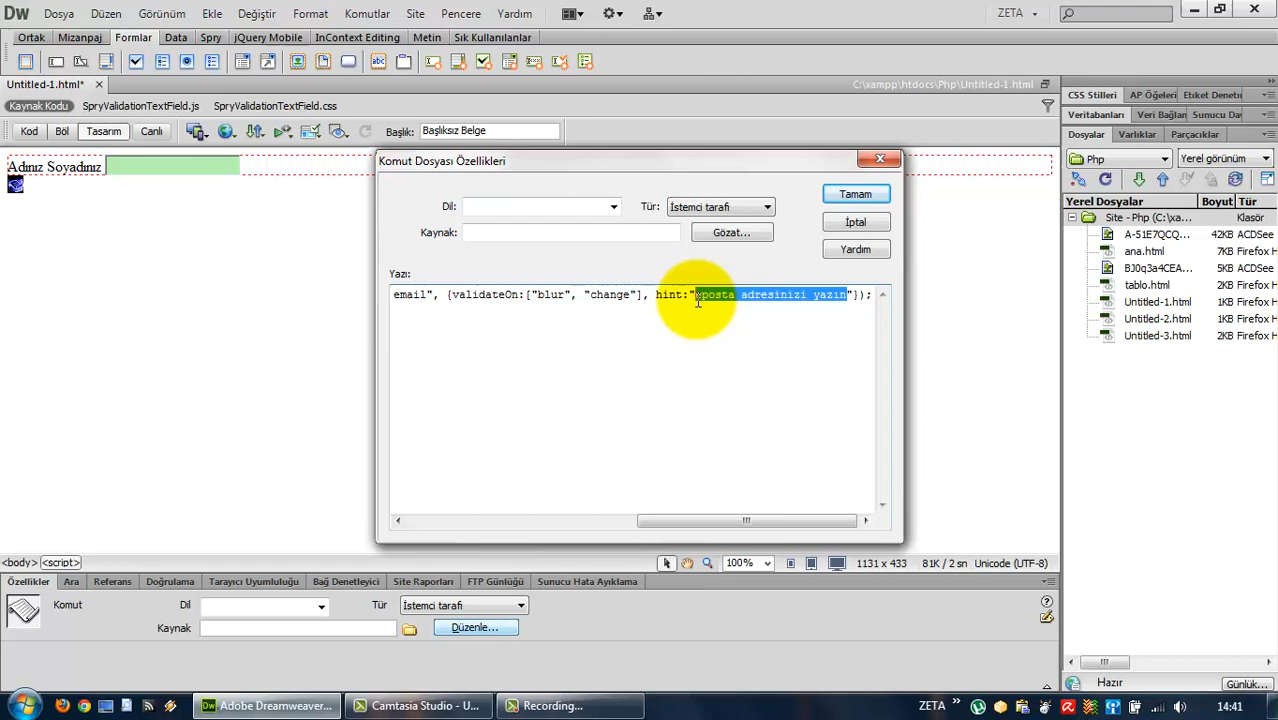 Dw Dosya Düzen Görünüm Ekle Değiştir Format Komutlar Site Pencere Yardım ZETA
Ortak Mizanpaj Formlar Data Spry jQuery Mobile InContext Editing Metin Sık Kullanılanlar
Untitled-1.html* C:\xampp\htdocs\Php\Untitled-1.html
Kaynak Kodu SpryValidationTextField.js SpryValidationTextField.css
Kod Böl Tasarım Canlı Başlık: Başlıksız Belge
Adınız Soyadınız
Komut Dosyası Özellikleri
Dil: Tür: İstemci tarafı
Kaynak: Gözat...
Tamam
İptal
Yardım
Yazı:
email", {validateOn:["blur", "change"], hint:"eposta adresinizi yazın"});
CSS Stilleri AP Öğeleri Etiket Denetı
Veritabanları Veri Bağlan Sunucu Da
Dosyalar Varlıklar Parçacıklar
Php Yerel görünüm
Yerel Dosyalar Boyut Tür
Site - Php (C:\xa... Klasör
A-51E7QCQ... 42KB ACDSee
ana.html 7KB Firefox H
BJ0q3a4CEA... 5KB ACDSee
tablo.html 2KB Firefox H
Untitled-1.html 2KB Firefox H
Untitled-2.html 2KB Firefox H
Untitled-3.html 2KB Firefox H
<body> <script> 100% 1131 x 433 81K / 2 sn Unicode (UTF-8)
Özellikler Ara Referans Doğrulama Tarayıcı Uyumluluğu Bağ Denetleyici Site Raporları FTP Günlüğü Sunucu Hata Ayıklama
Komut Dil Tür İstemci tarafı
Kaynak Düzenle...
Hazır Günlük...
Adobe Dreamweaver... Camtasia Studio - U... Recording... ZETA 14:41